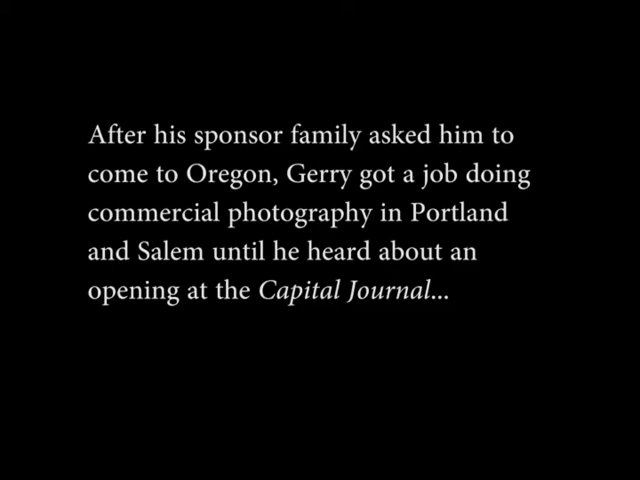 After his sponsor family asked him to
come to Oregon, Gerry got a job doing
commercial photography in Portland
and Salem until he heard about an
opening at the Capital Journal...